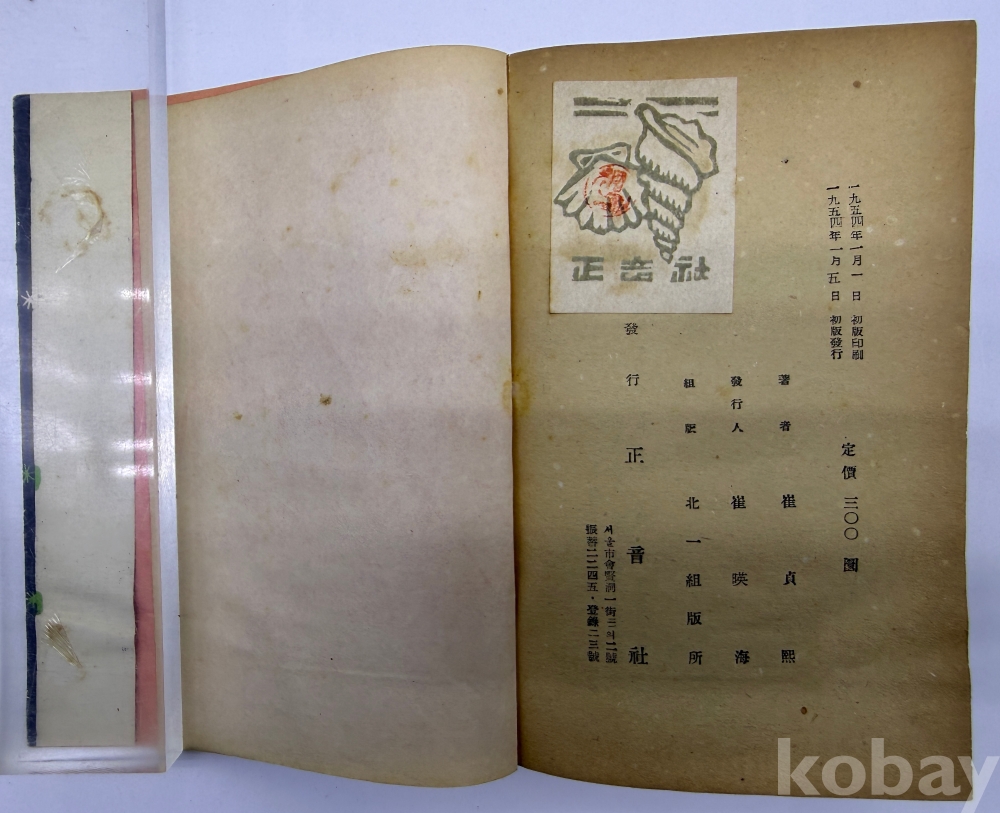 一九五四年一月一日 初版印刷
一九五四年一月五日 初版發行
定價 三〇〇 圜
著者 崔貞熙
發行人 崔暎海
組版 北一組版所
發行 正音社
서울市會賢洞一街三의二號
振替二二四五・登錄二三號
正音社
kobay